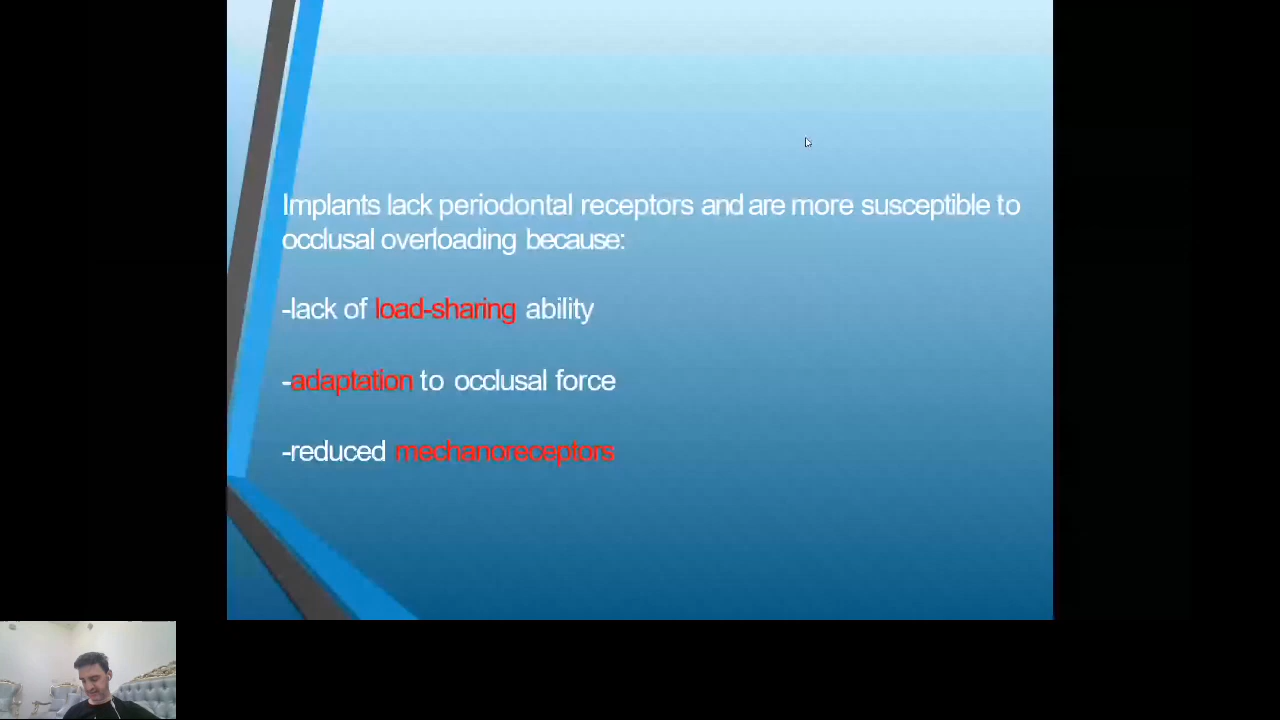 Implants lack periodontal receptors and are more susceptible to
occlusal overloading because:
-lack of load-sharing ability
-adaptation to occlusal force
-reduced mechanoreceptors